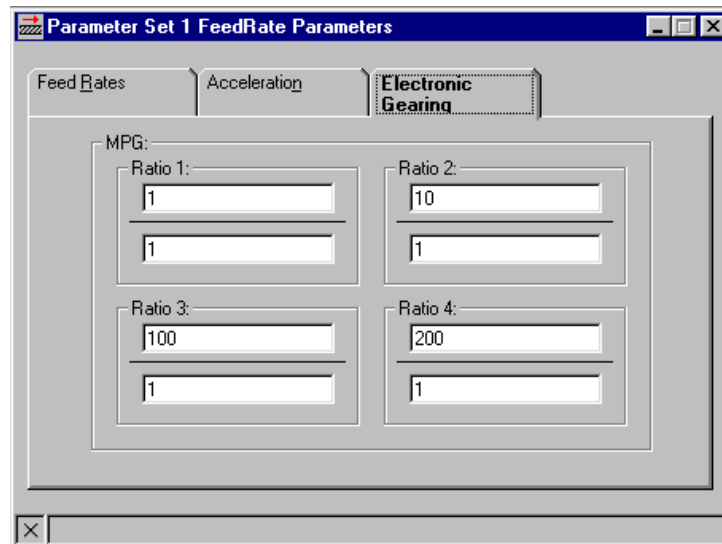 Parameter Set 1 FeedRate Parameters
Feed Rates
Acceleration
Electronic
Gearing
MPG:
Ratio 1:
1
1
Ratio 2:
10
1
Ratio 3:
100
1
Ratio 4:
200
1